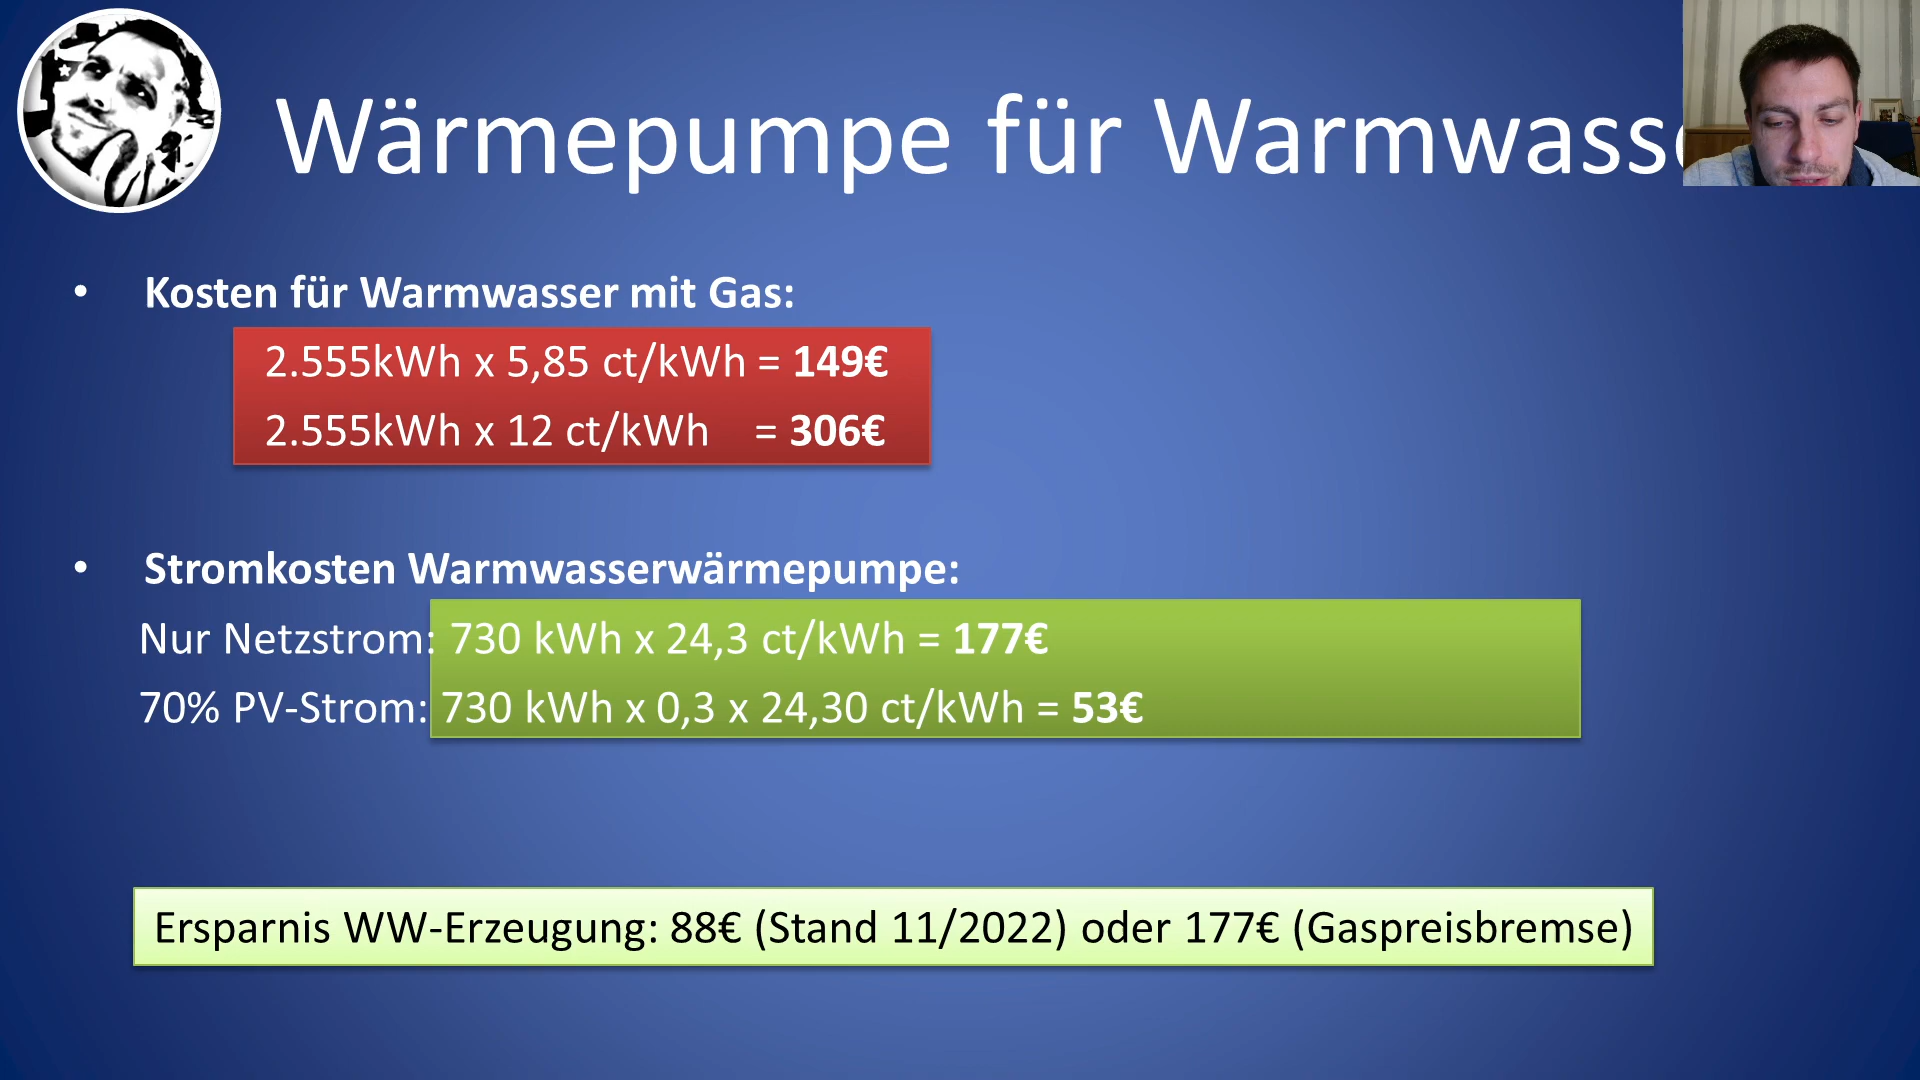 Wärmepumpe für Warmwasse
• Kosten für Warmwasser mit Gas:
2.555kWh x 5,85 ct/kWh = 149€
2.555kWh x 12 ct/kWh = 306€
• Stromkosten Warmwasserwärmepumpe:
Nur Netzstrom: 730 kWh x 24,3 ct/kWh = 177€
70% PV-Strom: 730 kWh x 0,3 x 24,30 ct/kWh = 53€
Ersparnis WW-Erzeugung: 88€ (Stand 11/2022) oder 177€ (Gaspreisbremse)